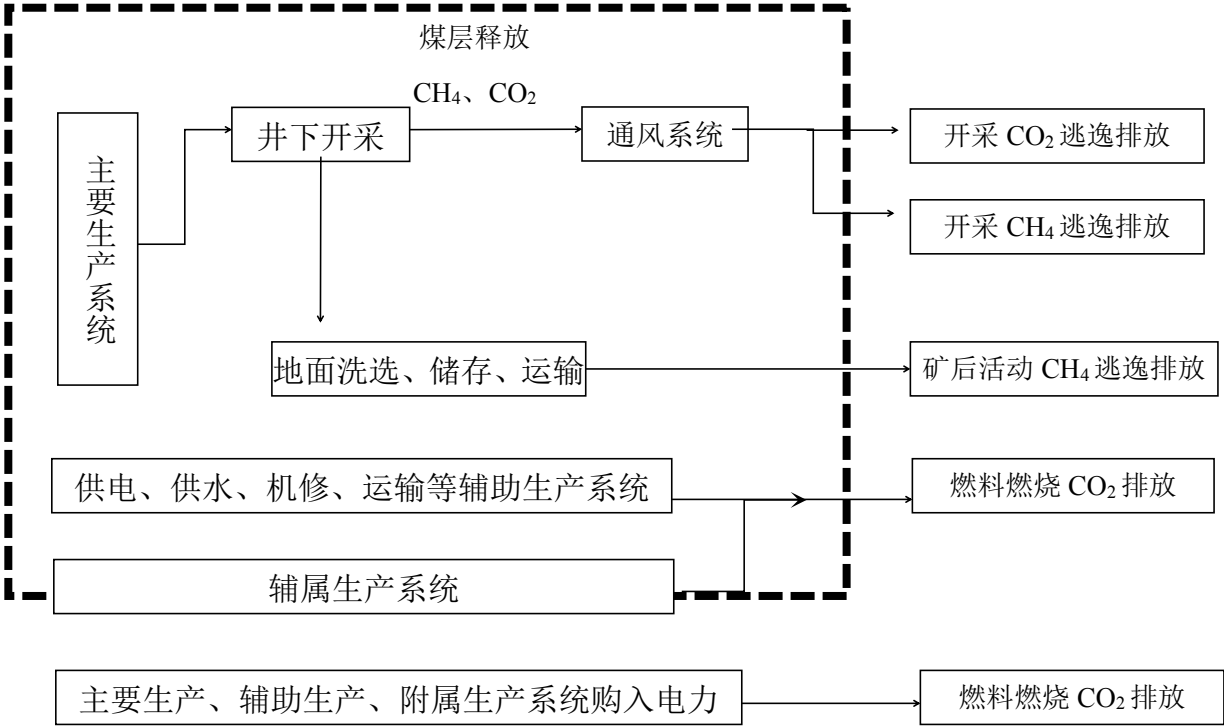 煤层释放
CH₄、CO₂
主要生产系统
井下开采
通风系统
开采 CO₂ 逃逸排放
开采 CH₄ 逃逸排放
地面洗选、储存、运输
矿后活动 CH₄ 逃逸排放
供电、供水、机修、运输等辅助生产系统
燃料燃烧 CO₂ 排放
辅属生产系统
主要生产、辅助生产、附属生产系统购入电力
燃料燃烧 CO₂ 排放